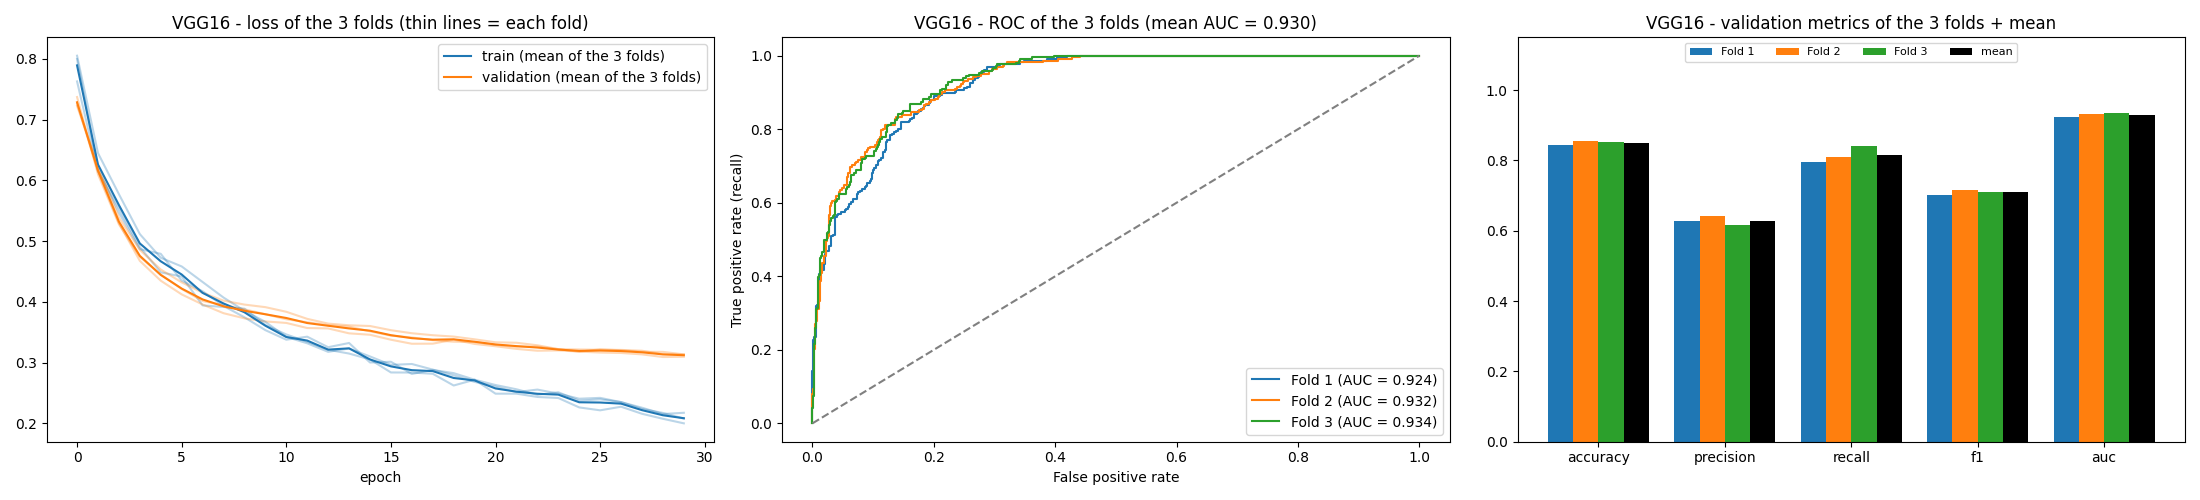 VGG16 - loss of the 3 folds (thin lines = each fold)
train (mean of the 3 folds)
validation (mean of the 3 folds)
0.8
0.7
0.6
0.5
0.4
0.3
0.2
0 5 10 15 20 25 30
epoch
VGG16 - ROC of the 3 folds (mean AUC = 0.930)
True positive rate (recall)
1.0
0.8
0.6
0.4
0.2
0.0
Fold 1 (AUC = 0.924)
Fold 2 (AUC = 0.932)
Fold 3 (AUC = 0.934)
0.0 0.2 0.4 0.6 0.8 1.0
False positive rate
VGG16 - validation metrics of the 3 folds + mean
Fold 1 Fold 2 Fold 3 mean
1.0
0.8
0.6
0.4
0.2
0.0
accuracy precision recall f1 auc